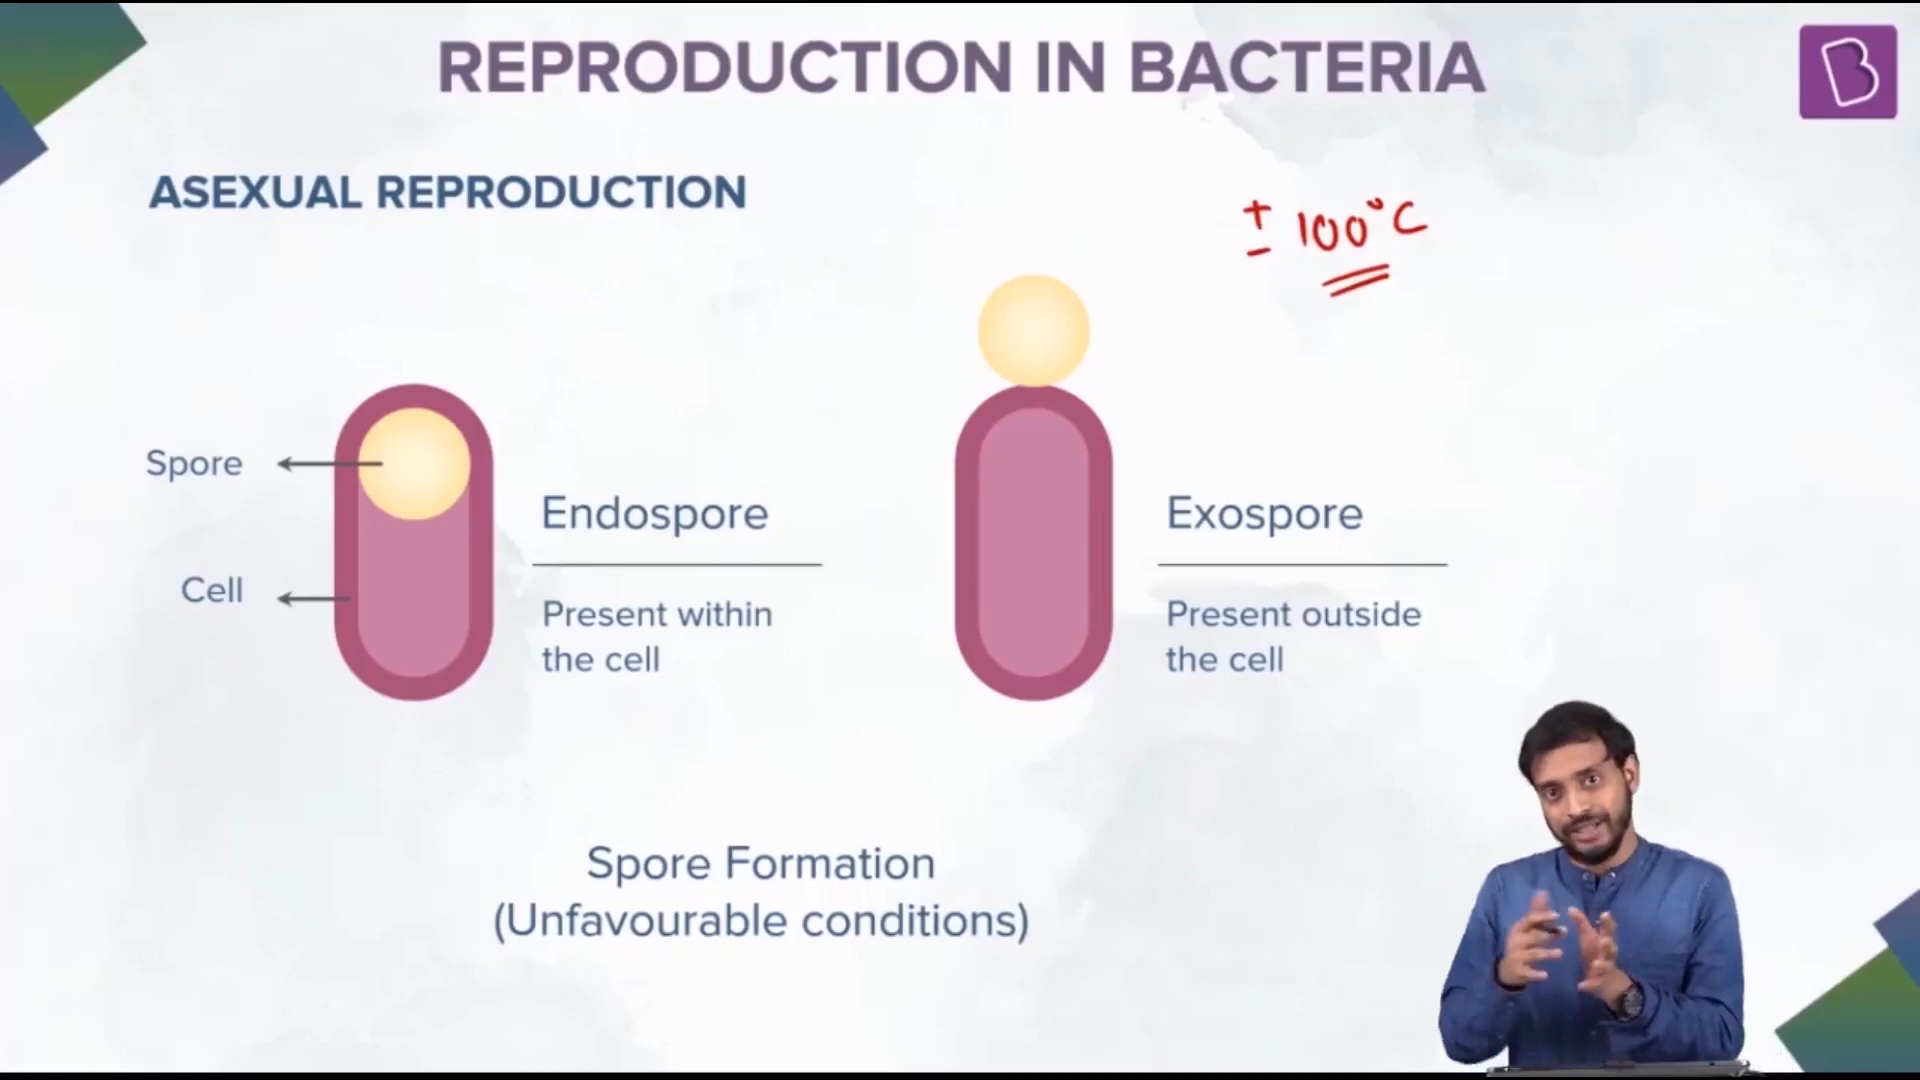 REPRODUCTION IN BACTERIA
B
ASEXUAL REPRODUCTION
± 100°C
Spore
Cell
Endospore
Present within
the cell
Exospore
Present outside
the cell
Spore Formation
(Unfavourable conditions)